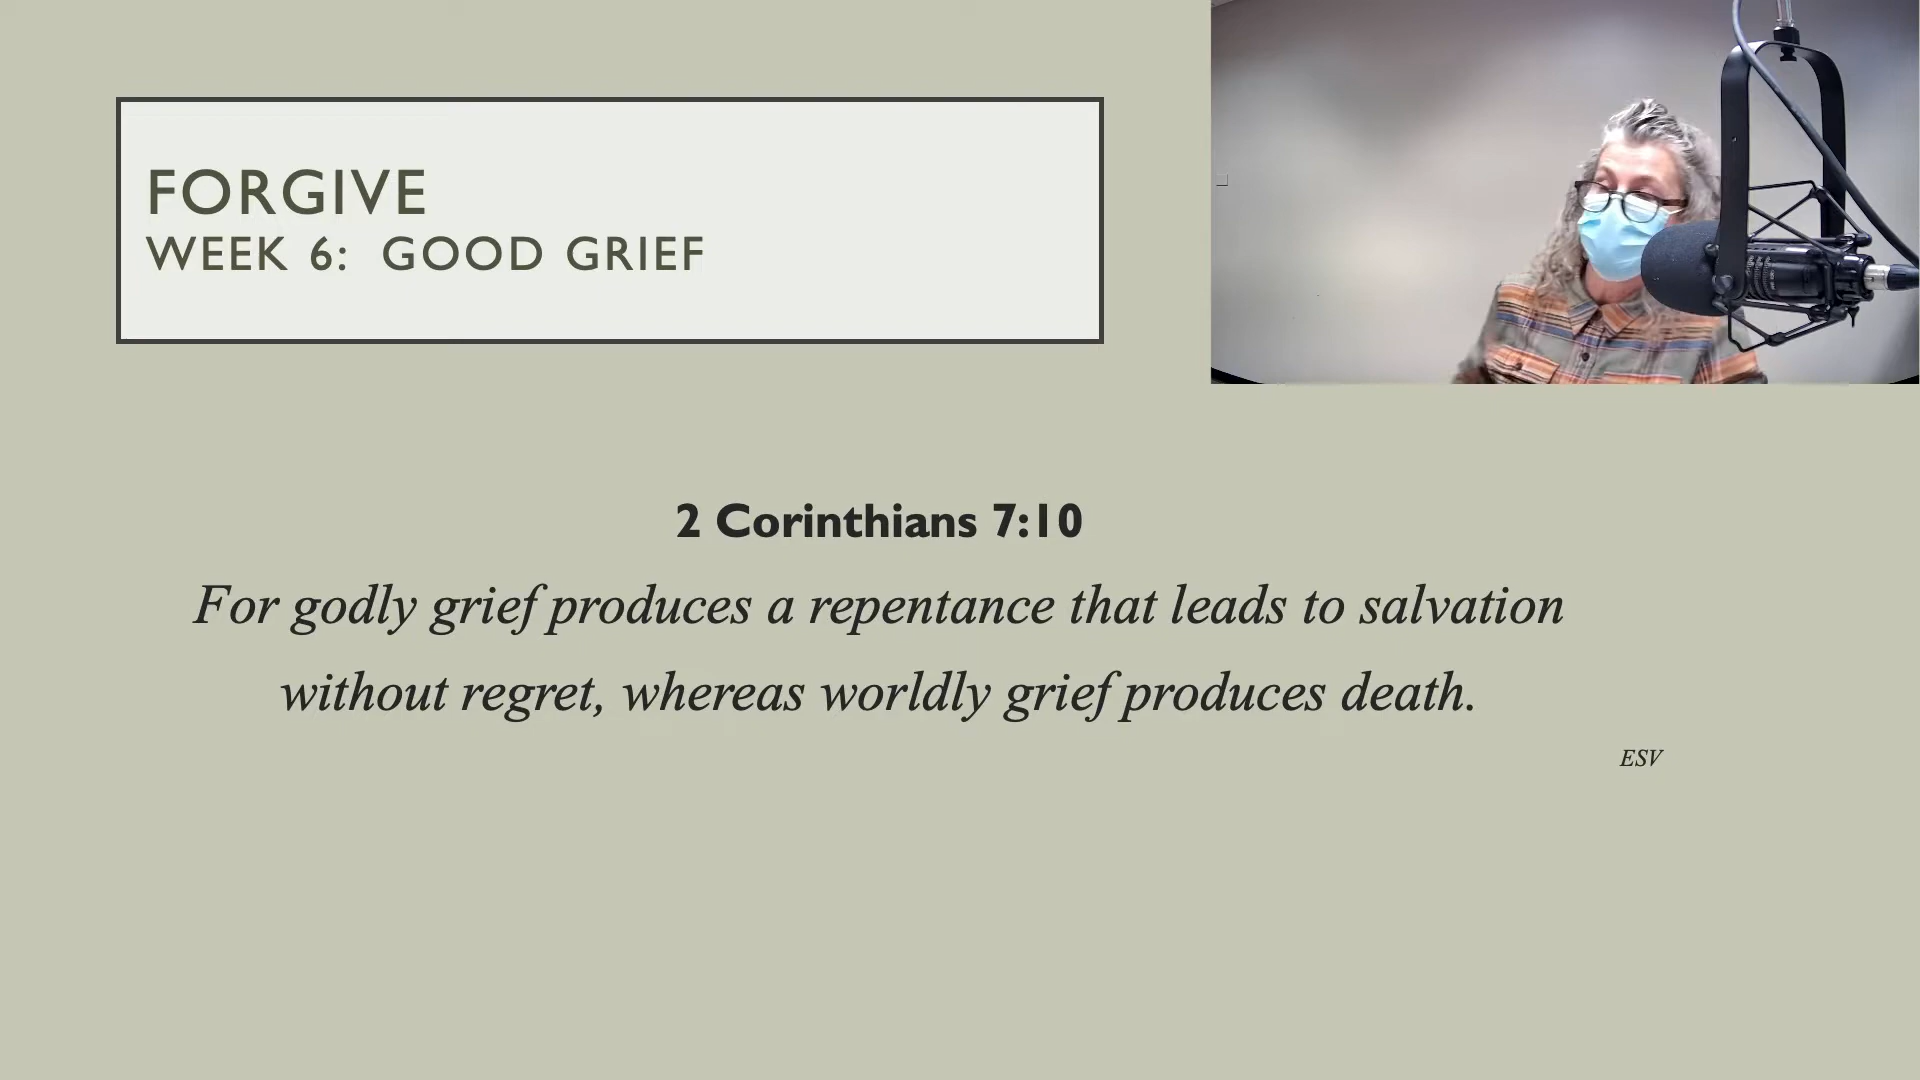 FORGIVE
WEEK 6: GOOD GRIEF
2 Corinthians 7:10
For godly grief produces a repentance that leads to salvation
without regret, whereas worldly grief produces death.
ESV